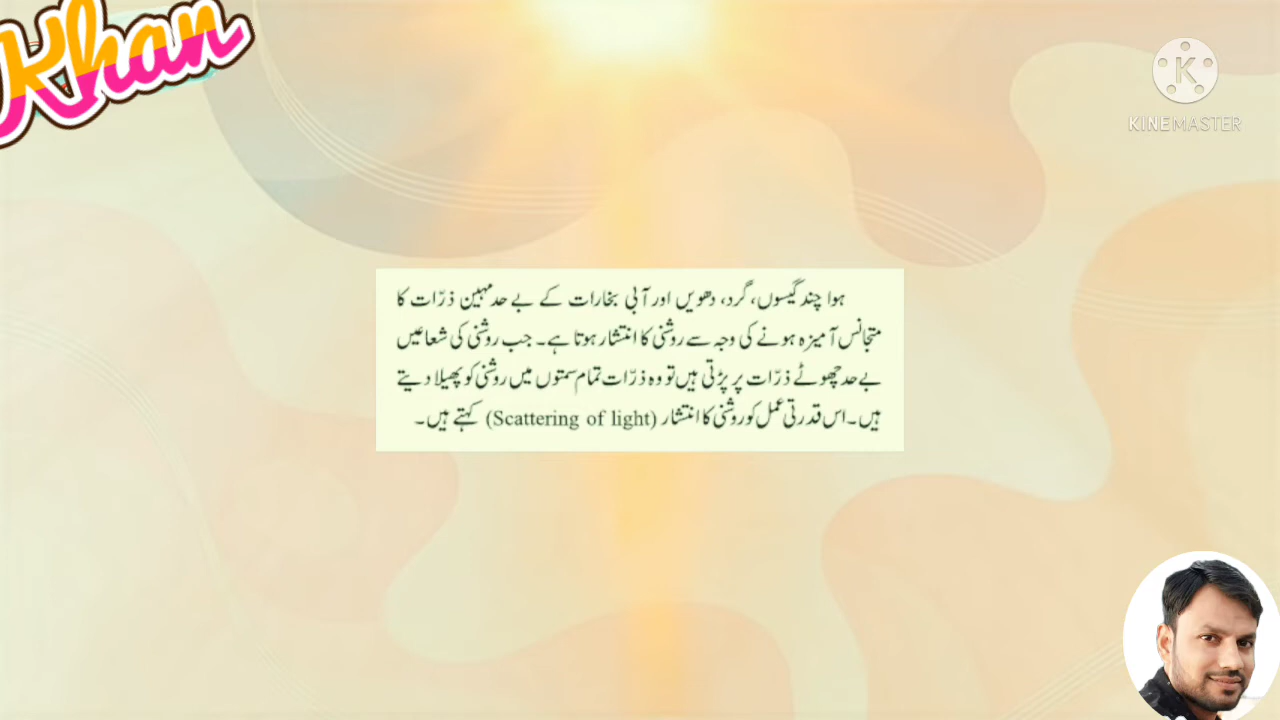 Khan
KINEMASTER
ہوا چند گیسوں، گرد، دھویں اور آبی بخارات کے بے حد مہین ذرّات کا
متجانس آمیزہ ہونے کی وجہ سے روشنی کا انتشار ہوتا ہے۔ جب روشنی کی شعاعیں
بے حد چھوٹے ذرّات پر پڑتی ہیں تو وہ ذرّات تمام سمتوں میں روشنی کو پھیلا دیتے
ہیں۔ اس قدرتی عمل کو روشنی کا انتشار (Scattering of light) کہتے ہیں۔